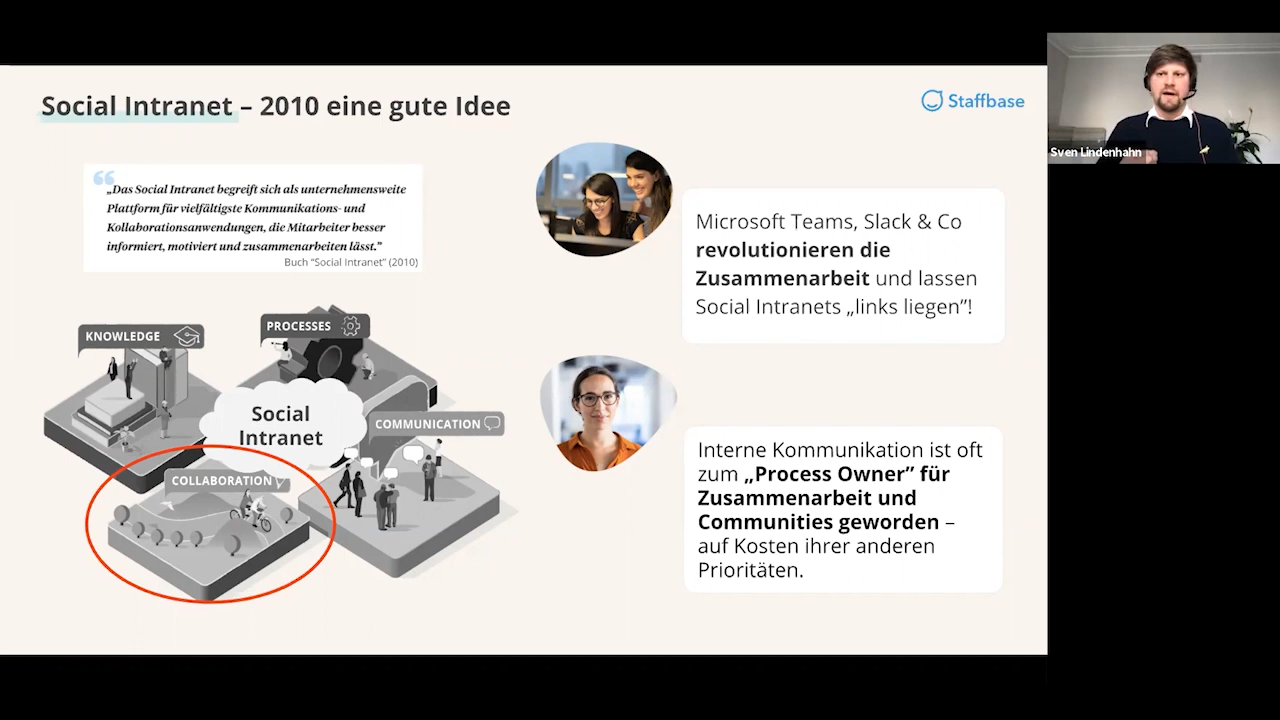 Social Intranet – 2010 eine gute Idee
Staffbase
„Das Social Intranet begreift sich als unternehmensweite
Plattform für vielfältigste Kommunikations- und
Kollaborationsanwendungen, die Mitarbeiter besser
informiert, motiviert und zusammenarbeiten lässt.”
Buch “Social Intranet” (2010)
KNOWLEDGE
PROCESSES
Social
Intranet
COMMUNICATION
COLLABORATION
Microsoft Teams, Slack & Co
revolutionieren die
Zusammenarbeit und lassen
Social Intranets „links liegen”!
Interne Kommunikation ist oft
zum „Process Owner” für
Zusammenarbeit und
Communities geworden –
auf Kosten ihrer anderen
Prioritäten.
Sven Lindenhahn